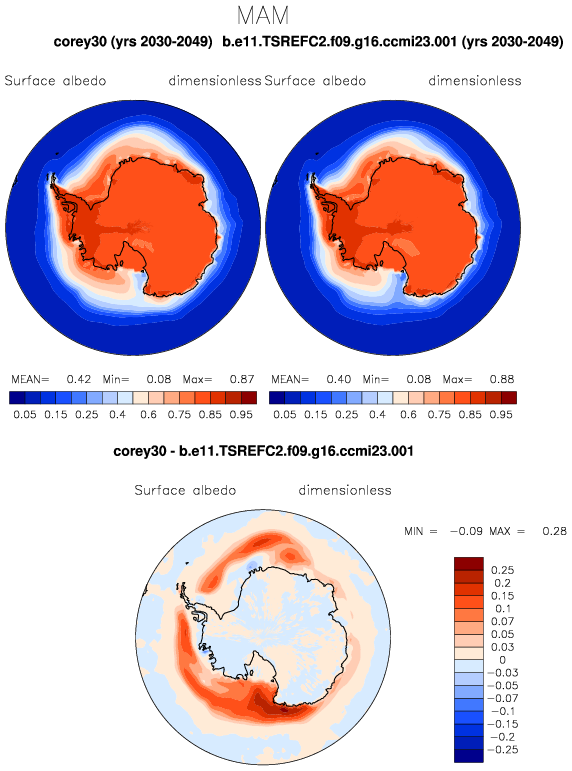 MAM
corey30 (yrs 2030-2049) b.e11.TSREFC2.f09.g16.ccmi23.001 (yrs 2030-2049)
Surface albedo dimensionless Surface albedo dimensionless
MEAN= 0.42 Min= 0.08 Max= 0.87 MEAN= 0.40 Min= 0.08 Max= 0.88
0.05 0.15 0.25 0.4 0.6 0.75 0.85 0.95 0.05 0.15 0.25 0.4 0.6 0.75 0.85 0.95
corey30 - b.e11.TSREFC2.f09.g16.ccmi23.001
Surface albedo dimensionless
MIN = -0.09 MAX = 0.28
0.25
0.2
0.15
0.1
0.07
0.05
0.03
0
-0.03
-0.05
-0.07
-0.1
-0.15
-0.2
-0.25